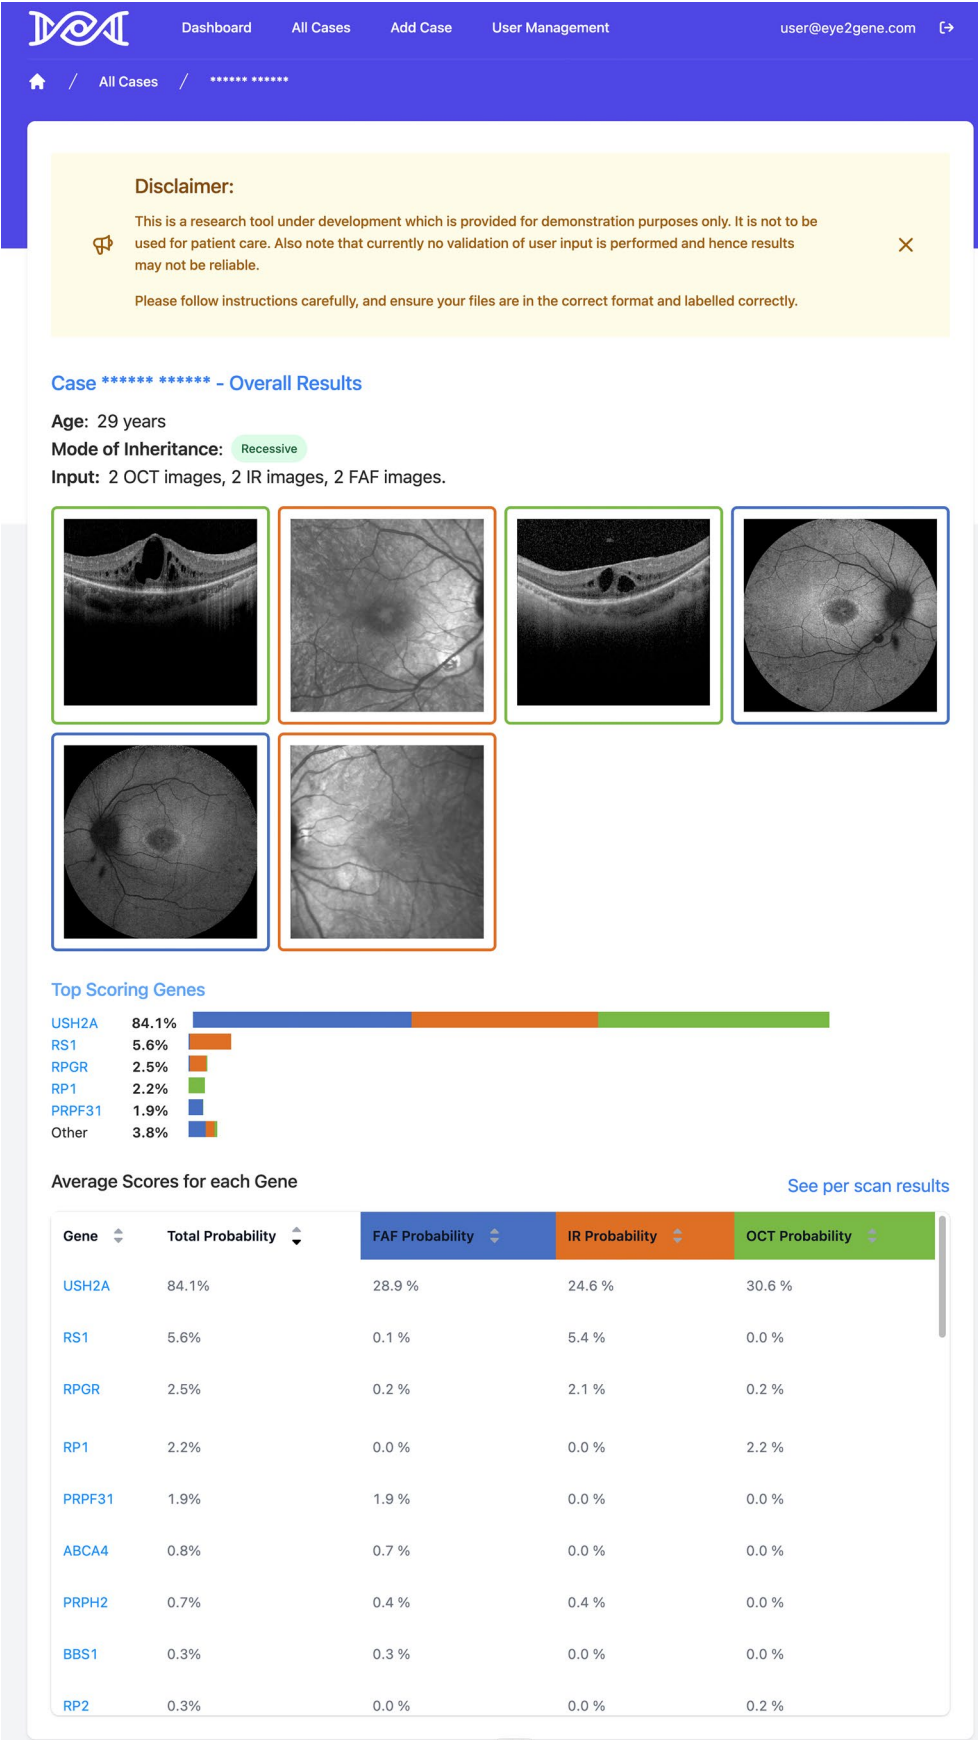 Dashboard All Cases Add Case User Management user@eye2gene.com
/ All Cases / ****** ******
Disclaimer:
This is a research tool under development which is provided for demonstration purposes only. It is not to be
used for patient care. Also note that currently no validation of user input is performed and hence results
may not be reliable.
Please follow instructions carefully, and ensure your files are in the correct format and labelled correctly.
Case ****** ****** - Overall Results
Age: 29 years
Mode of Inheritance: Recessive
Input: 2 OCT images, 2 IR images, 2 FAF images.
Top Scoring Genes
USH2A 84.1%
RS1 5.6%
RPGR 2.5%
RP1 2.2%
PRPF31 1.9%
Other 3.8%
Average Scores for each Gene
See per scan results
Gene Total Probability FAF Probability IR Probability OCT Probability
USH2A 84.1% 28.9 % 24.6 % 30.6 %
RS1 5.6% 0.1 % 5.4 % 0.0 %
RPGR 2.5% 0.2 % 2.1 % 0.2 %
RP1 2.2% 0.0 % 0.0 % 2.2 %
PRPF31 1.9% 1.9 % 0.0 % 0.0 %
ABCA4 0.8% 0.7 % 0.0 % 0.0 %
PRPH2 0.7% 0.4 % 0.4 % 0.0 %
BBS1 0.3% 0.3 % 0.0 % 0.0 %
RP2 0.3% 0.0 % 0.0 % 0.2 %